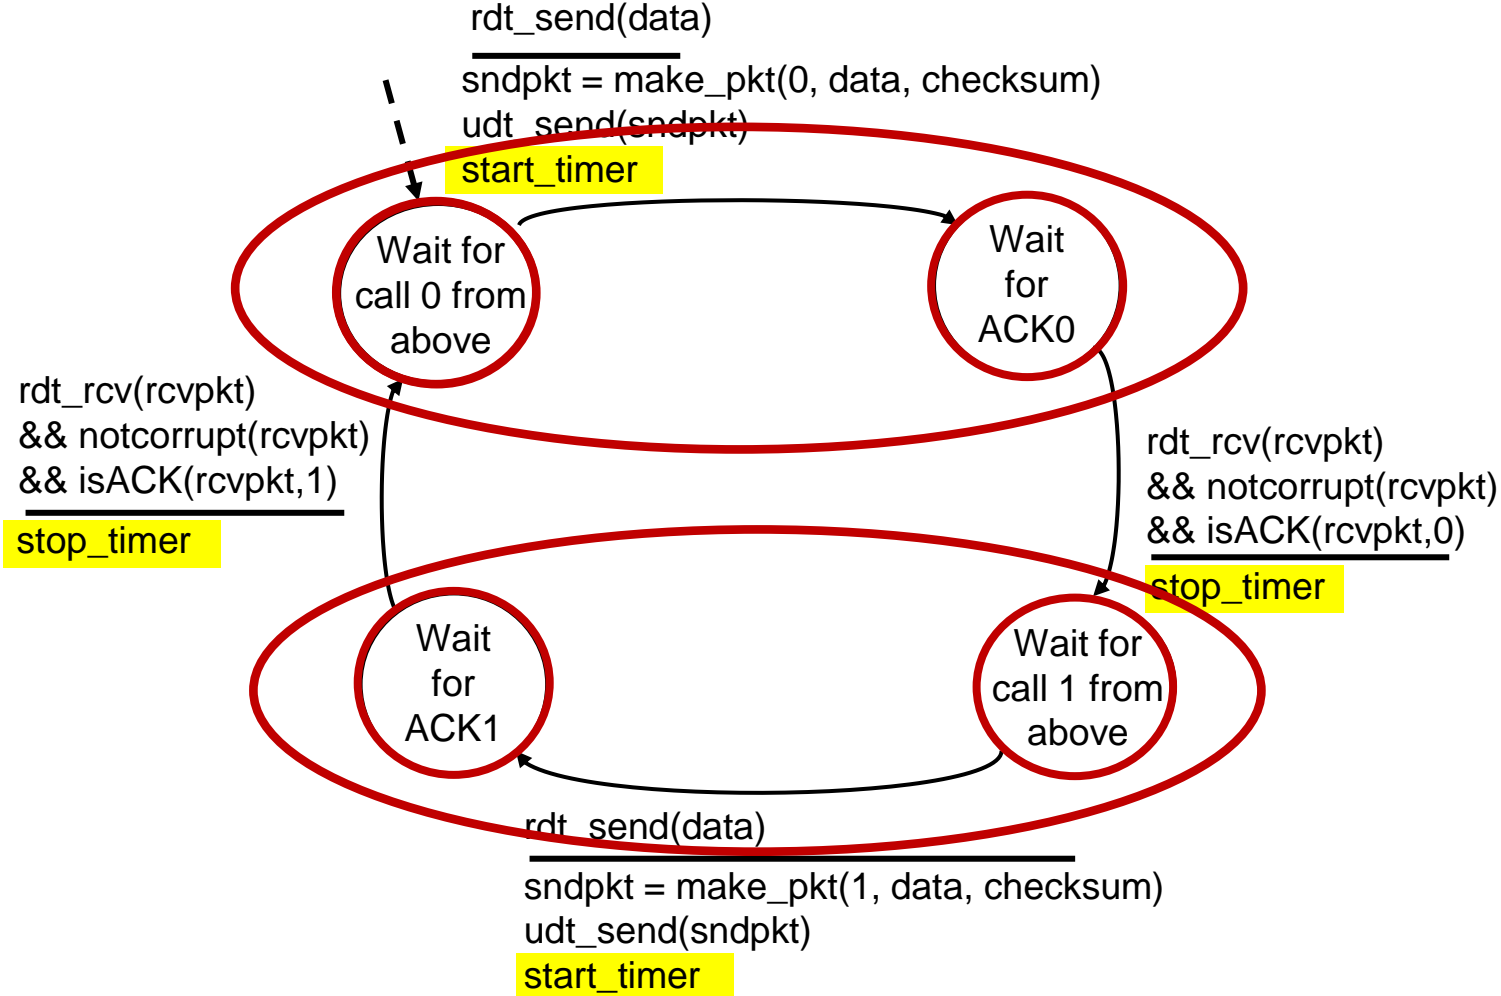 rdt_send(data)
sndpkt = make_pkt(0, data, checksum)
udt_send(sndpkt)
start_timer
Wait for
call 0 from
above
Wait
for
ACK0
rdt_rcv(rcvpkt)
&& notcorrupt(rcvpkt)
&& isACK(rcvpkt,1)
stop_timer
rdt_rcv(rcvpkt)
&& notcorrupt(rcvpkt)
&& isACK(rcvpkt,0)
stop_timer
Wait
for
ACK1
Wait for
call 1 from
above
rdt_send(data)
sndpkt = make_pkt(1, data, checksum)
udt_send(sndpkt)
start_timer